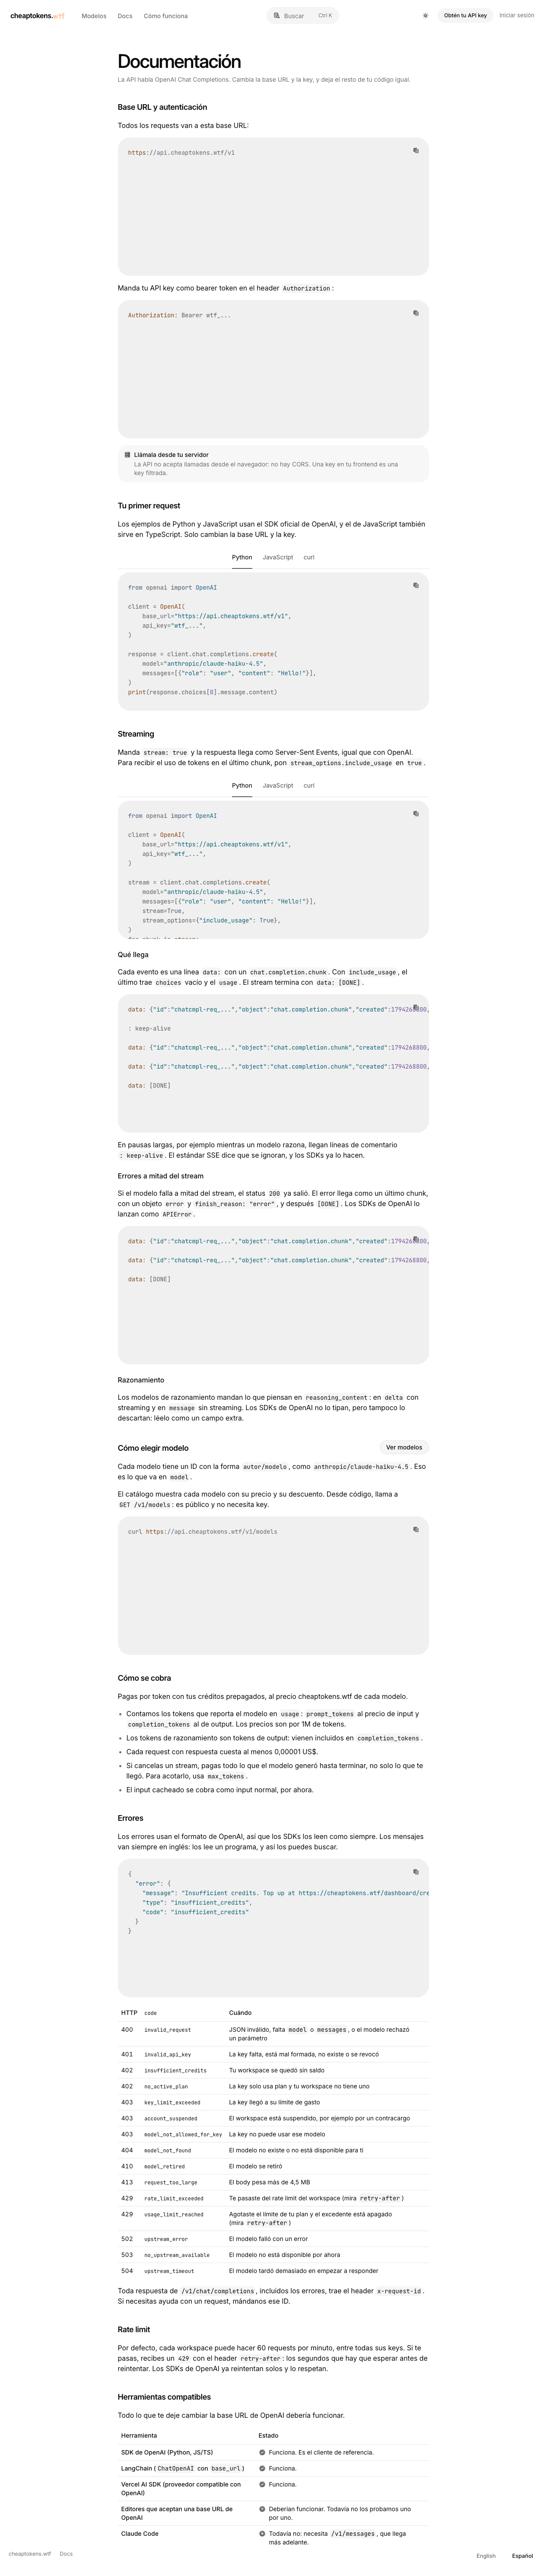 cheaptokens.wtf
Modelos
Docs
Cómo funciona
Buscar
Ctrl K
Obtén tu API key
Iniciar sesión
Documentación
La API habla OpenAI Chat Completions. Cambia la base URL y la key, y deja el resto de tu código igual.
Base URL y autenticación
Todos los requests van a esta base URL:
https://api.cheaptokens.wtf/v1
Manda tu API key como bearer token en el header Authorization:
Authorization: Bearer wtf_...
Llámala desde tu servidor
La API no acepta llamadas desde el navegador: no hay CORS. Una key en tu frontend es una
key filtrada.
Tu primer request
Los ejemplos de Python y JavaScript usan el SDK oficial de OpenAI, y el de JavaScript también
sirve en TypeScript. Solo cambian la base URL y la key.
Python
JavaScript
curl
from openai import OpenAI
client = OpenAI(
base_url="https://api.cheaptokens.wtf/v1",
api_key="wtf_...",
)
response = client.chat.completions.create(
model="anthropic/claude-haiku-4.5",
messages=[{"role": "user", "content": "Hello!"}],
)
print(response.choices[0].message.content)
Streaming
Manda stream: true y la respuesta llega como Server-Sent Events, igual que con OpenAI.
Para recibir el uso de tokens en el último chunk, pon stream_options.include_usage en true.
Python
JavaScript
curl
from openai import OpenAI
client = OpenAI(
base_url="https://api.cheaptokens.wtf/v1",
api_key="wtf_...",
)
stream = client.chat.completions.create(
model="anthropic/claude-haiku-4.5",
messages=[{"role": "user", "content": "Hello!"}],
stream=True,
stream_options={"include_usage": True},
)
Qué llega
Cada evento es una línea data: con un chat.completion.chunk. Con include_usage, el
último trae choices vacío y el usage. El stream termina con data: [DONE].
data: {"id":"chatcmpl-req_...","object":"chat.completion.chunk","created":1794268800,
: keep-alive
data: {"id":"chatcmpl-req_...","object":"chat.completion.chunk","created":1794268800,
data: {"id":"chatcmpl-req_...","object":"chat.completion.chunk","created":1794268800,
data: [DONE]
En pausas largas, por ejemplo mientras un modelo razona, llegan líneas de comentario
: keep-alive. El estándar SSE dice que se ignoran, y los SDKs ya lo hacen.
Errores a mitad del stream
Si el modelo falla a mitad del stream, el status 200 ya salió. El error llega como un último chunk,
con un objeto error y finish_reason: "error", y después [DONE]. Los SDKs de OpenAI lo
lanzan como APIError.
data: {"id":"chatcmpl-req_...","object":"chat.completion.chunk","created":1794268800,
data: {"id":"chatcmpl-req_...","object":"chat.completion.chunk","created":1794268800,
data: [DONE]
Razonamiento
Los modelos de razonamiento mandan lo que piensan en reasoning_content: en delta con
streaming y en message sin streaming. Los SDKs de OpenAI no lo tipan, pero tampoco lo
descartan: léelo como un campo extra.
Cómo elegir modelo
Ver modelos
Cada modelo tiene un ID con la forma autor/modelo, como anthropic/claude-haiku-4.5. Eso
es lo que va en model.
El catálogo muestra cada modelo con su precio y su descuento. Desde código, llama a
GET /v1/models: es público y no necesita key.
curl https://api.cheaptokens.wtf/v1/models
Cómo se cobra
Pagas por token con tus créditos prepagados, al precio cheaptokens.wtf de cada modelo.
• Contamos los tokens que reporta el modelo en usage: prompt_tokens al precio de input y
completion_tokens al de output. Los precios son por 1M de tokens.
• Los tokens de razonamiento son tokens de output: vienen incluidos en completion_tokens.
• Cada request con respuesta cuesta al menos 0,00001 US$.
• Si cancelas un stream, pagas todo lo que el modelo generó hasta terminar, no solo lo que te
llegó. Para acotarlo, usa max_tokens.
• El input cacheado se cobra como input normal, por ahora.
Errores
Los errores usan el formato de OpenAI, así que los SDKs los leen como siempre. Los mensajes
van siempre en inglés: los lee un programa, y así los puedes buscar.
{
"error": {
"message": "Insufficient credits. Top up at https://cheaptokens.wtf/dashboard/cre
"type": "insufficient_credits",
"code": "insufficient_credits"
}
}
HTTP code Cuándo
400 invalid_request JSON inválido, falta model o messages, o el modelo rechazó
un parámetro
401 invalid_api_key La key falta, está mal formada, no existe o se revocó
402 insufficient_credits Tu workspace se quedó sin saldo
402 no_active_plan La key solo usa plan y tu workspace no tiene uno
403 key_limit_exceeded La key llegó a su límite de gasto
403 account_suspended El workspace está suspendido, por ejemplo por un contracargo
403 model_not_allowed_for_key La key no puede usar ese modelo
404 model_not_found El modelo no existe o no está disponible para ti
410 model_retired El modelo se retiró
413 request_too_large El body pesa más de 4,5 MB
429 rate_limit_exceeded Te pasaste del rate limit del workspace (mira retry-after)
429 usage_limit_reached Agotaste el límite de tu plan y el excedente está apagado
(mira retry-after)
502 upstream_error El modelo falló con un error
503 no_upstream_available El modelo no está disponible por ahora
504 upstream_timeout El modelo tardó demasiado en empezar a responder
Toda respuesta de /v1/chat/completions, incluidos los errores, trae el header x-request-id.
Si necesitas ayuda con un request, mándanos ese ID.
Rate limit
Por defecto, cada workspace puede hacer 60 requests por minuto, entre todas sus keys. Si te
pasas, recibes un 429 con el header retry-after: los segundos que hay que esperar antes de
reintentar. Los SDKs de OpenAI ya reintentan solos y lo respetan.
Herramientas compatibles
Todo lo que te deje cambiar la base URL de OpenAI debería funcionar.
Herramienta Estado
SDK de OpenAI (Python, JS/TS) Funciona. Es el cliente de referencia.
LangChain (ChatOpenAI con base_url) Funciona.
Vercel AI SDK (proveedor compatible con Funciona.
OpenAI)
Editores que aceptan una base URL de Deberían funcionar. Todavía no los probamos uno
OpenAI por uno.
Claude Code Todavía no: necesita /v1/messages, que llega
más adelante.
cheaptokens.wtf
Docs
English
Español